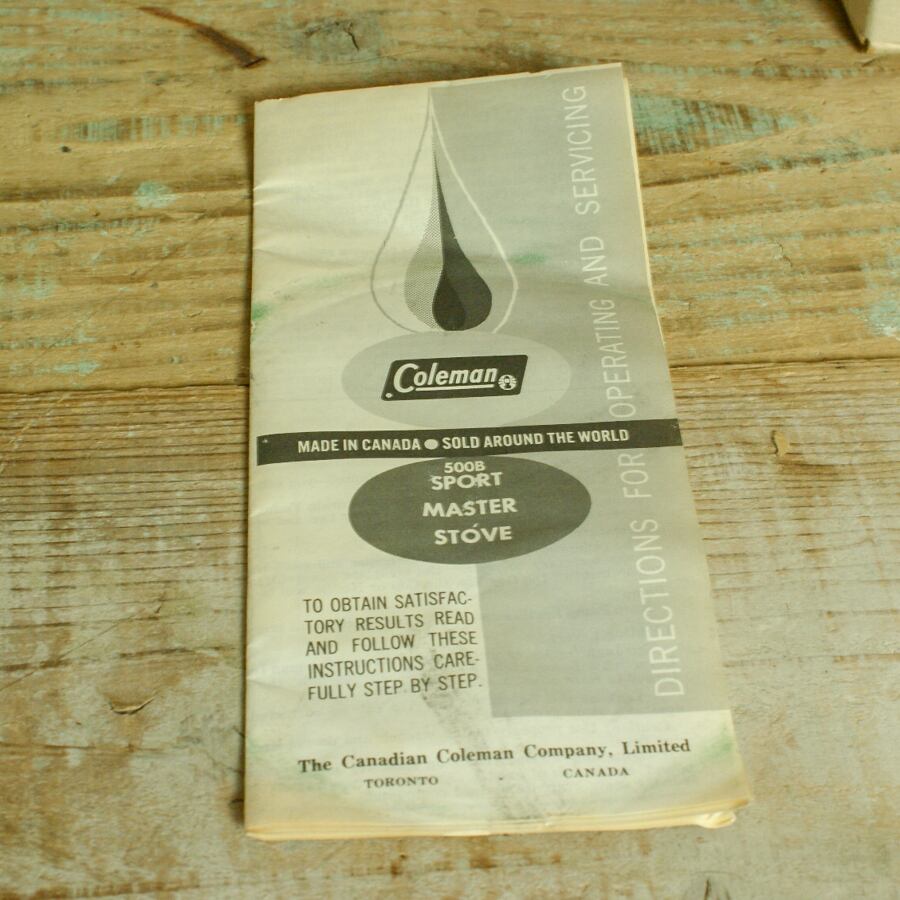 Coleman
MADE IN CANADA ● SOLD AROUND THE WORLD
500B
SPORT
MASTER
STOVE
DIRECTIONS FOR OPERATING AND SERVICING
TO OBTAIN SATISFAC-
TORY RESULTS READ
AND FOLLOW THESE
INSTRUCTIONS CARE-
FULLY STEP BY STEP.
The Canadian Coleman Company, Limited
TORONTO CANADA